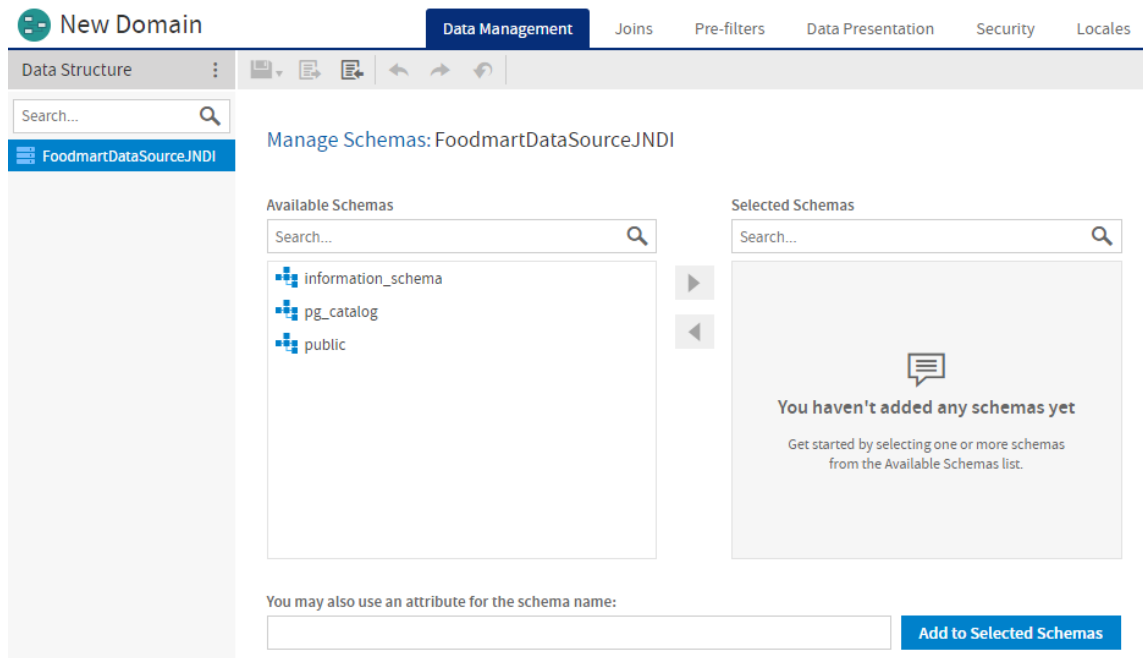 New Domain
Data Management
Joins
Pre-filters
Data Presentation
Security
Locales
Data Structure
Search...
FoodmartDataSourceJNDI
Manage Schemas: FoodmartDataSourceJNDI
Available Schemas
Search...
information_schema
pg_catalog
public
Selected Schemas
Search...
You haven't added any schemas yet
Get started by selecting one or more schemas
from the Available Schemas list.
You may also use an attribute for the schema name:
Add to Selected Schemas